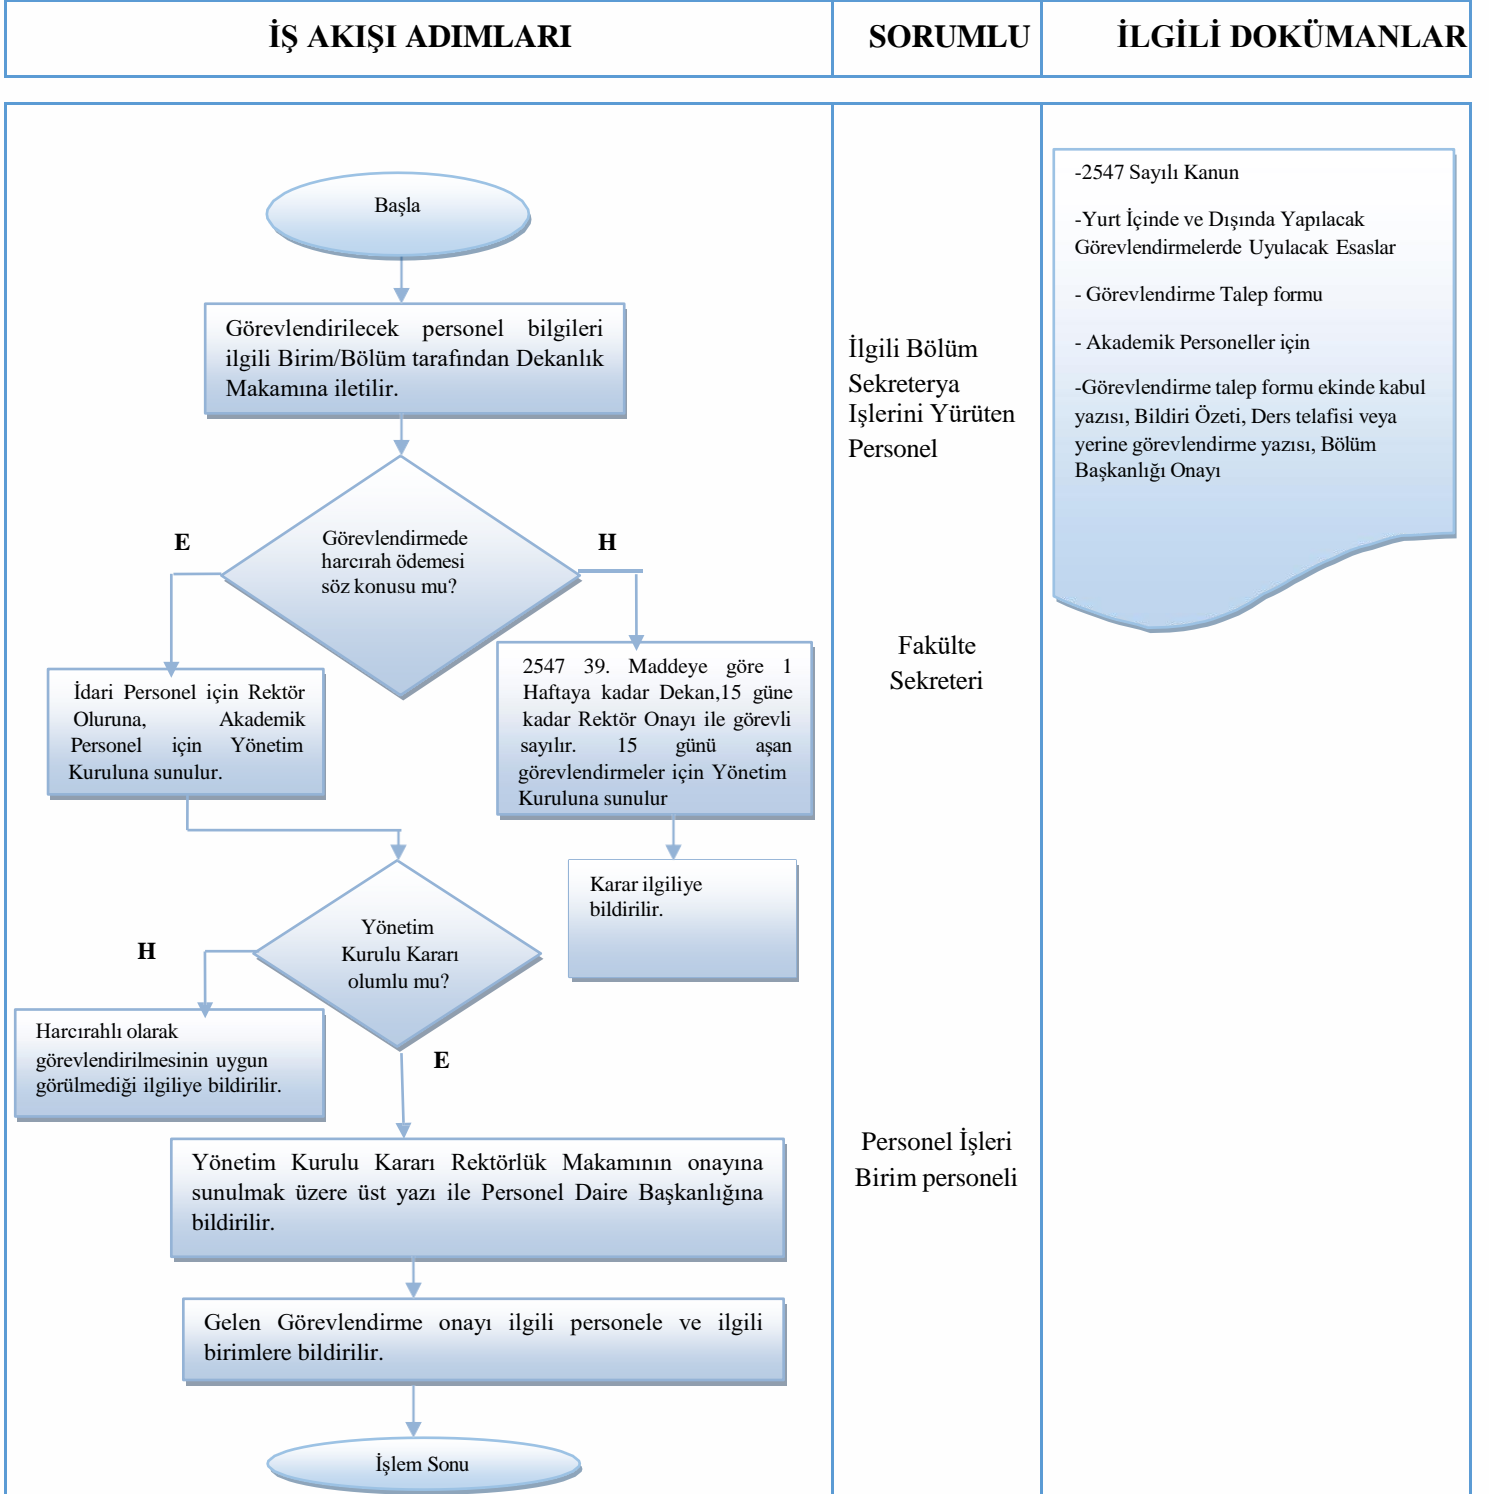 İŞ AKIŞI ADIMLARI
SORUMLU
İLGİLİ DOKÜMANLAR
Başla
Görevlendirilecek personel bilgileri
ilgili Birim/Bölüm tarafından Dekanlık
Makamına iletilir.
E
Görevlendirmede
harcırah ödemesi
söz konusu mu?
H
İdari Personel için Rektör
Oluruna, Akademik
Personel için Yönetim
Kuruluna sunulur.
2547 39. Maddeye göre 1
Haftaya kadar Dekan,15 güne
kadar Rektör Onayı ile görevli
sayılır. 15 günü aşan
görevlendirmeler için Yönetim
Kuruluna sunulur
Karar ilgiliye
bildirilir.
Yönetim
Kurulu Kararı
olumlu mu?
H
Harcırahlı olarak
görevlendirilmesinin uygun
görülmediği ilgiliye bildirilir.
E
Yönetim Kurulu Kararı Rektörlük Makamının onayına
sunulmak üzere üst yazı ile Personel Daire Başkanlığına
bildirilir.
Gelen Görevlendirme onayı ilgili personele ve ilgili
birimlere bildirilir.
İşlem Sonu
İlgili Bölüm
Sekreterya
Işlerini Yürüten
Personel
Fakülte
Sekreteri
Personel İşleri
Birim personeli
-2547 Sayılı Kanun
-Yurt İçinde ve Dışında Yapılacak
Görevlendirmelerde Uyulacak Esaslar
- Görevlendirme Talep formu
- Akademik Personeller için
-Görevlendirme talep formu ekinde kabul
yazısı, Bildiri Özeti, Ders telafisi veya
yerine görevlendirme yazısı, Bölüm
Başkanlığı Onayı